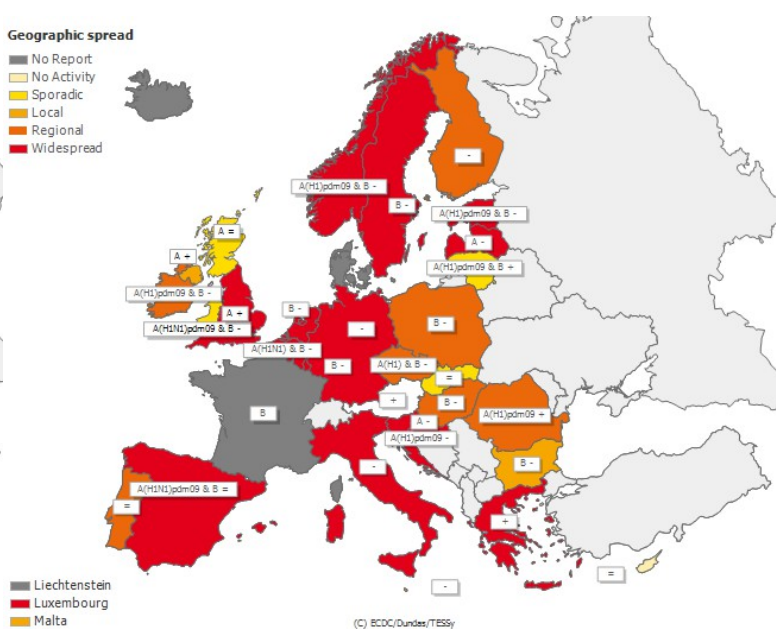 Geographic spread
No Report
No Activity
Sporadic
Local
Regional
Widespread
-
A(H1)pdm09 & B -
B -
A(H1)pdm09 & B -
A =
A -
A +
A(H1)pdm09 & B +
A(H1)pdm09 & B -
B -
A +
B -
A(H1N1)pdm09 & B -
-
A(H1N1) & B -
B -
A(H1) & B -
=
+
B -
B
A(H1)pdm09 +
A -
A(H1)pdm09 -
B -
-
A(H1N1)pdm09 & B =
=
+
=
-
Liechtenstein
Luxembourg
Malta
(C) ECDC/Dundas/TESSy